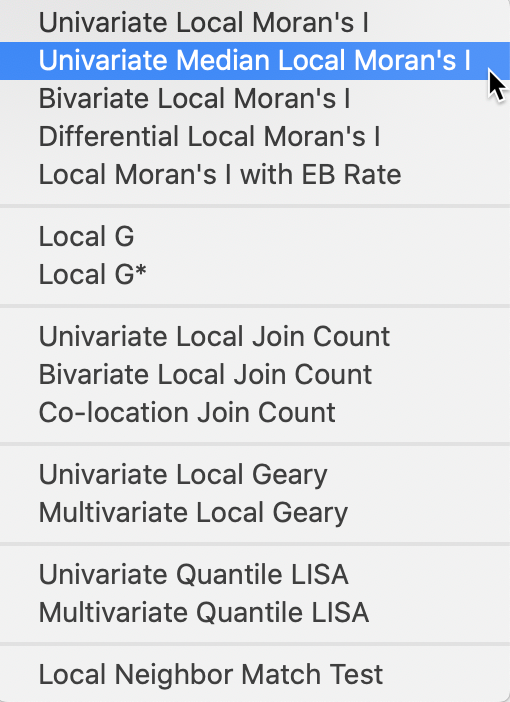 Univariate Local Moran's I
Univariate Median Local Moran's I
Bivariate Local Moran's I
Differential Local Moran's I
Local Moran's I with EB Rate
Local G
Local G*
Univariate Local Join Count
Bivariate Local Join Count
Co-location Join Count
Univariate Local Geary
Multivariate Local Geary
Univariate Quantile LISA
Multivariate Quantile LISA
Local Neighbor Match Test